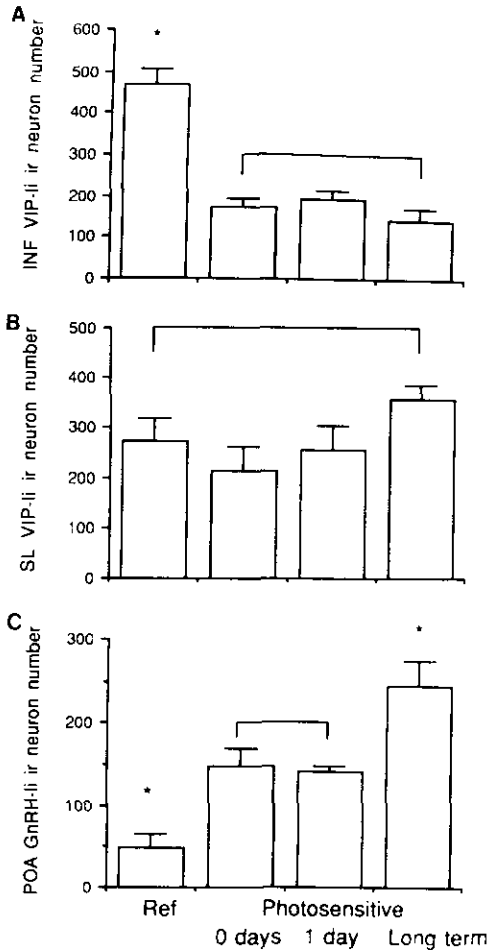 A
INF VIP-li ir neuron number
600
500
400
300
200
100
0
*
B
SL VIP-li ir neuron number
500
400
300
200
100
0
C
POA GnRH-li ir neuron number
300
200
100
0
*
*
Ref
Photosensitive
0 days
1 day
Long term